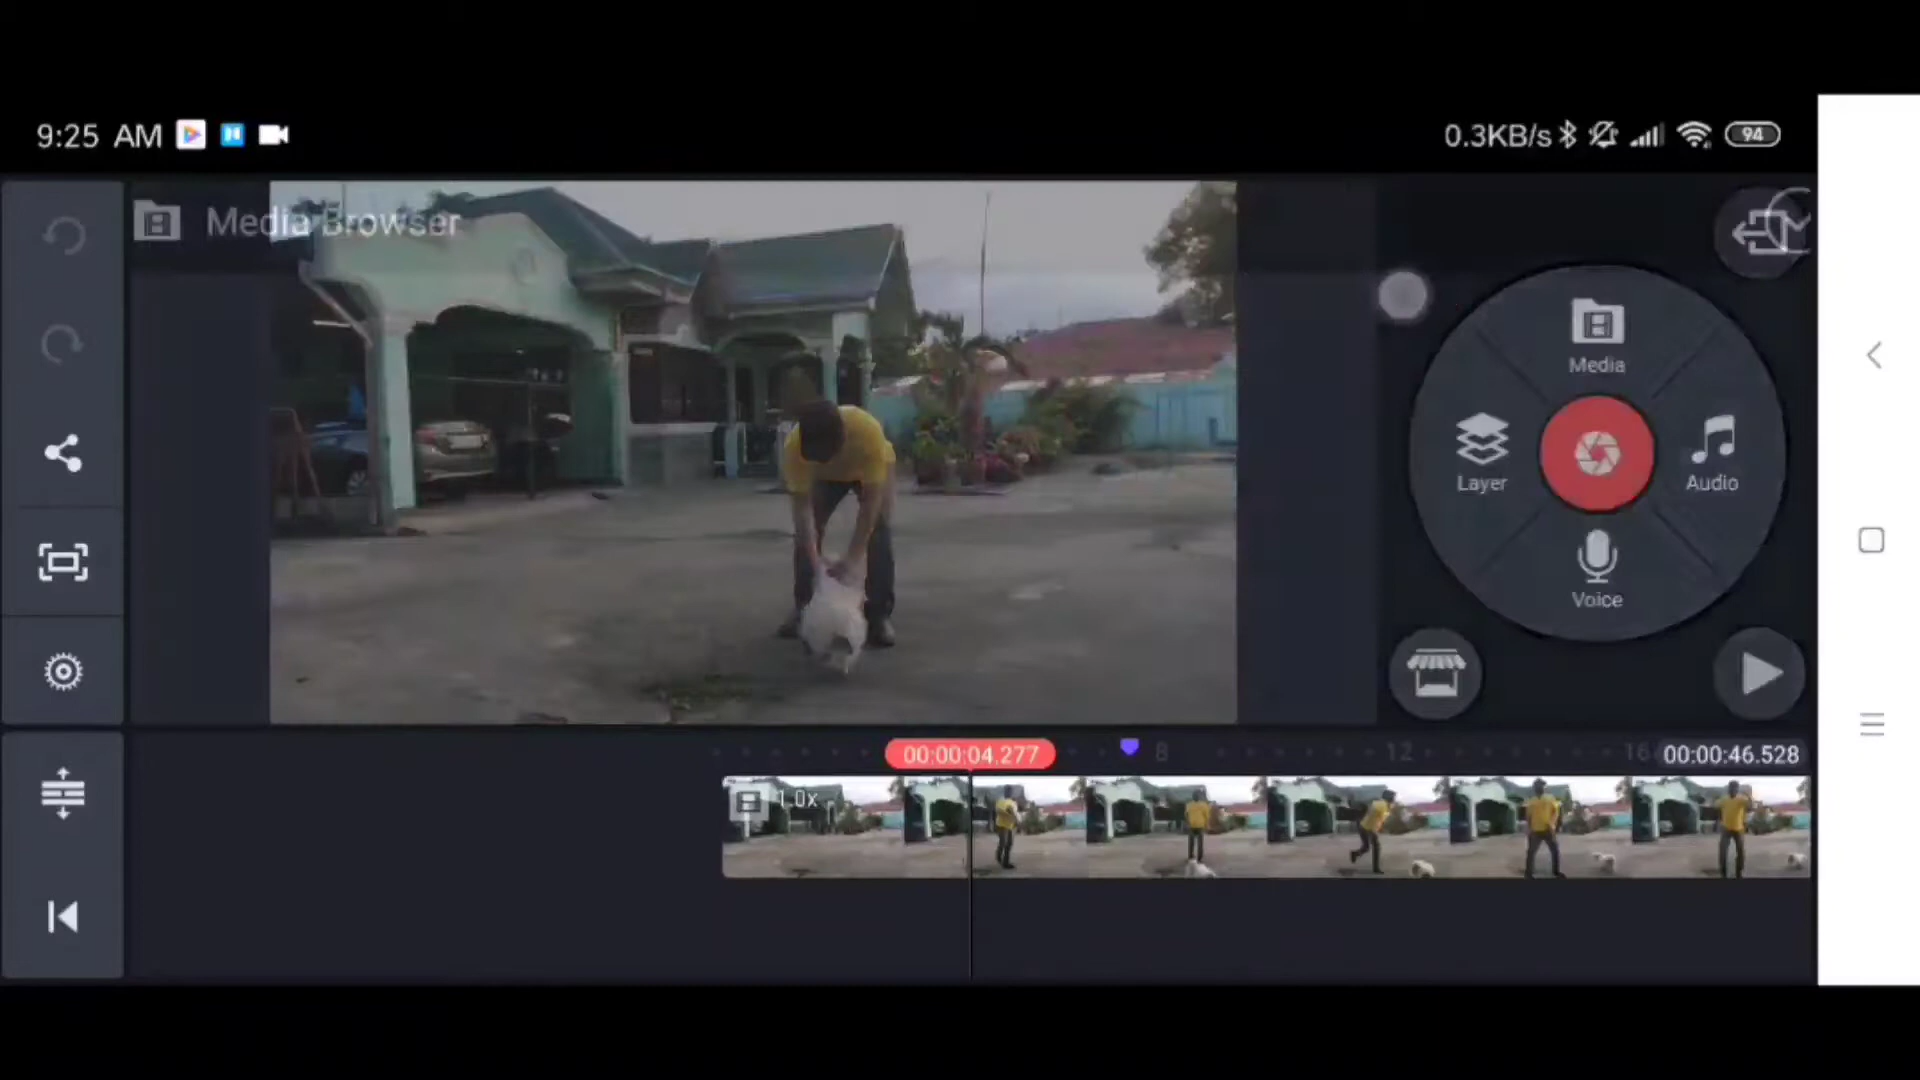 9:25 AM
0.3KB/s
94
Media Browser
Media
Layer
Audio
Voice
00:00:04.277
8
12
16
00:00:46.528
1.0x